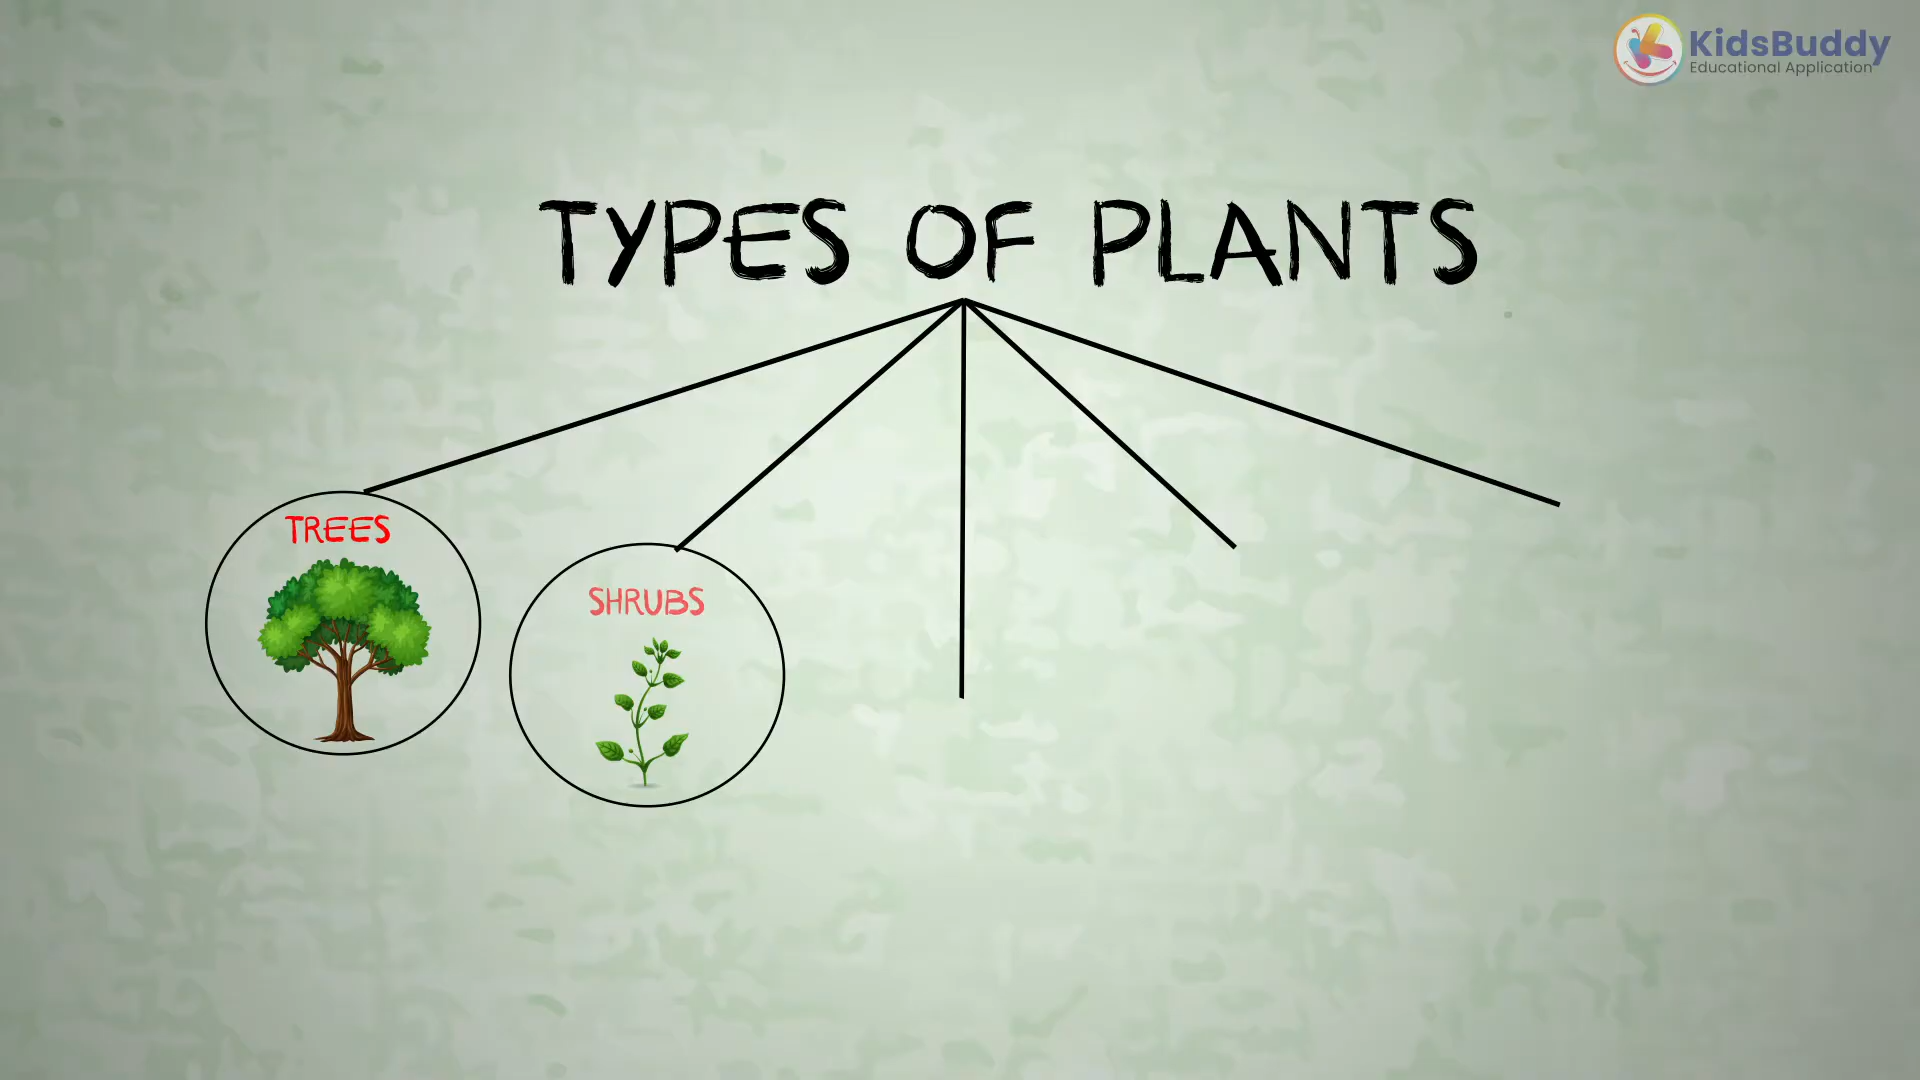 KidsBuddy
Educational Application
TYPES OF PLANTS
TREES
SHRUBS